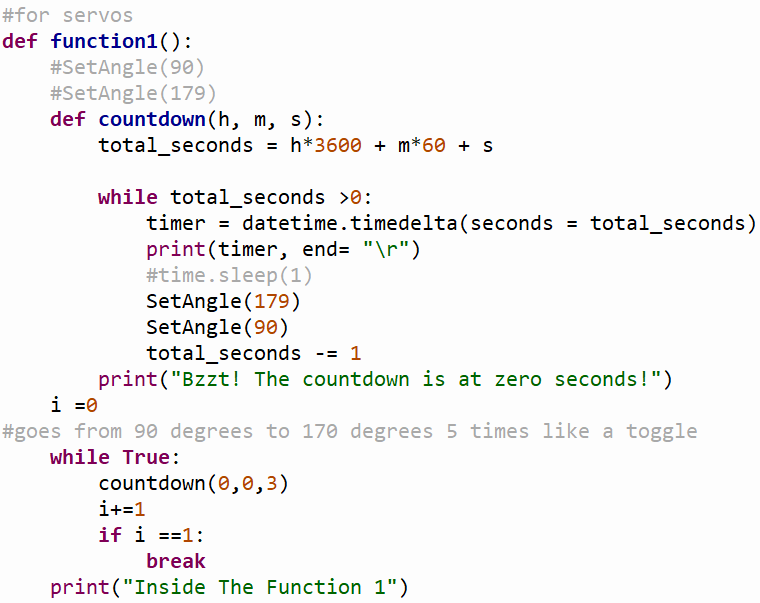 #for servos
def function1():
    #SetAngle(90)
    #SetAngle(179)
    def countdown(h, m, s):
        total_seconds = h*3600 + m*60 + s

        while total_seconds >0:
            timer = datetime.timedelta(seconds = total_seconds)
            print(timer, end= "\r")
            #time.sleep(1)
            SetAngle(179)
            SetAngle(90)
            total_seconds -= 1
        print("Bzzt! The countdown is at zero seconds!")
    i =0
#goes from 90 degrees to 170 degrees 5 times like a toggle
    while True:
        countdown(0,0,3)
        i+=1
        if i ==1:
            break
    print("Inside The Function 1")